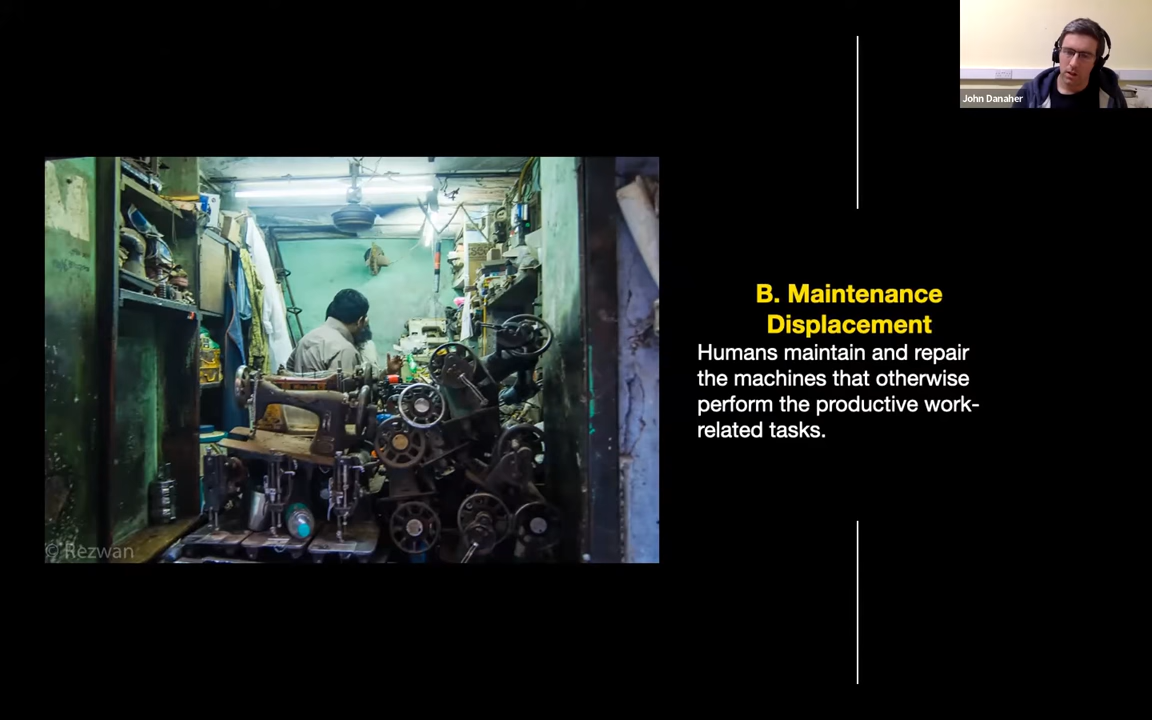 John Danaher
B. Maintenance
Displacement
Humans maintain and repair
the machines that otherwise
perform the productive work-
related tasks.
© Rezwan